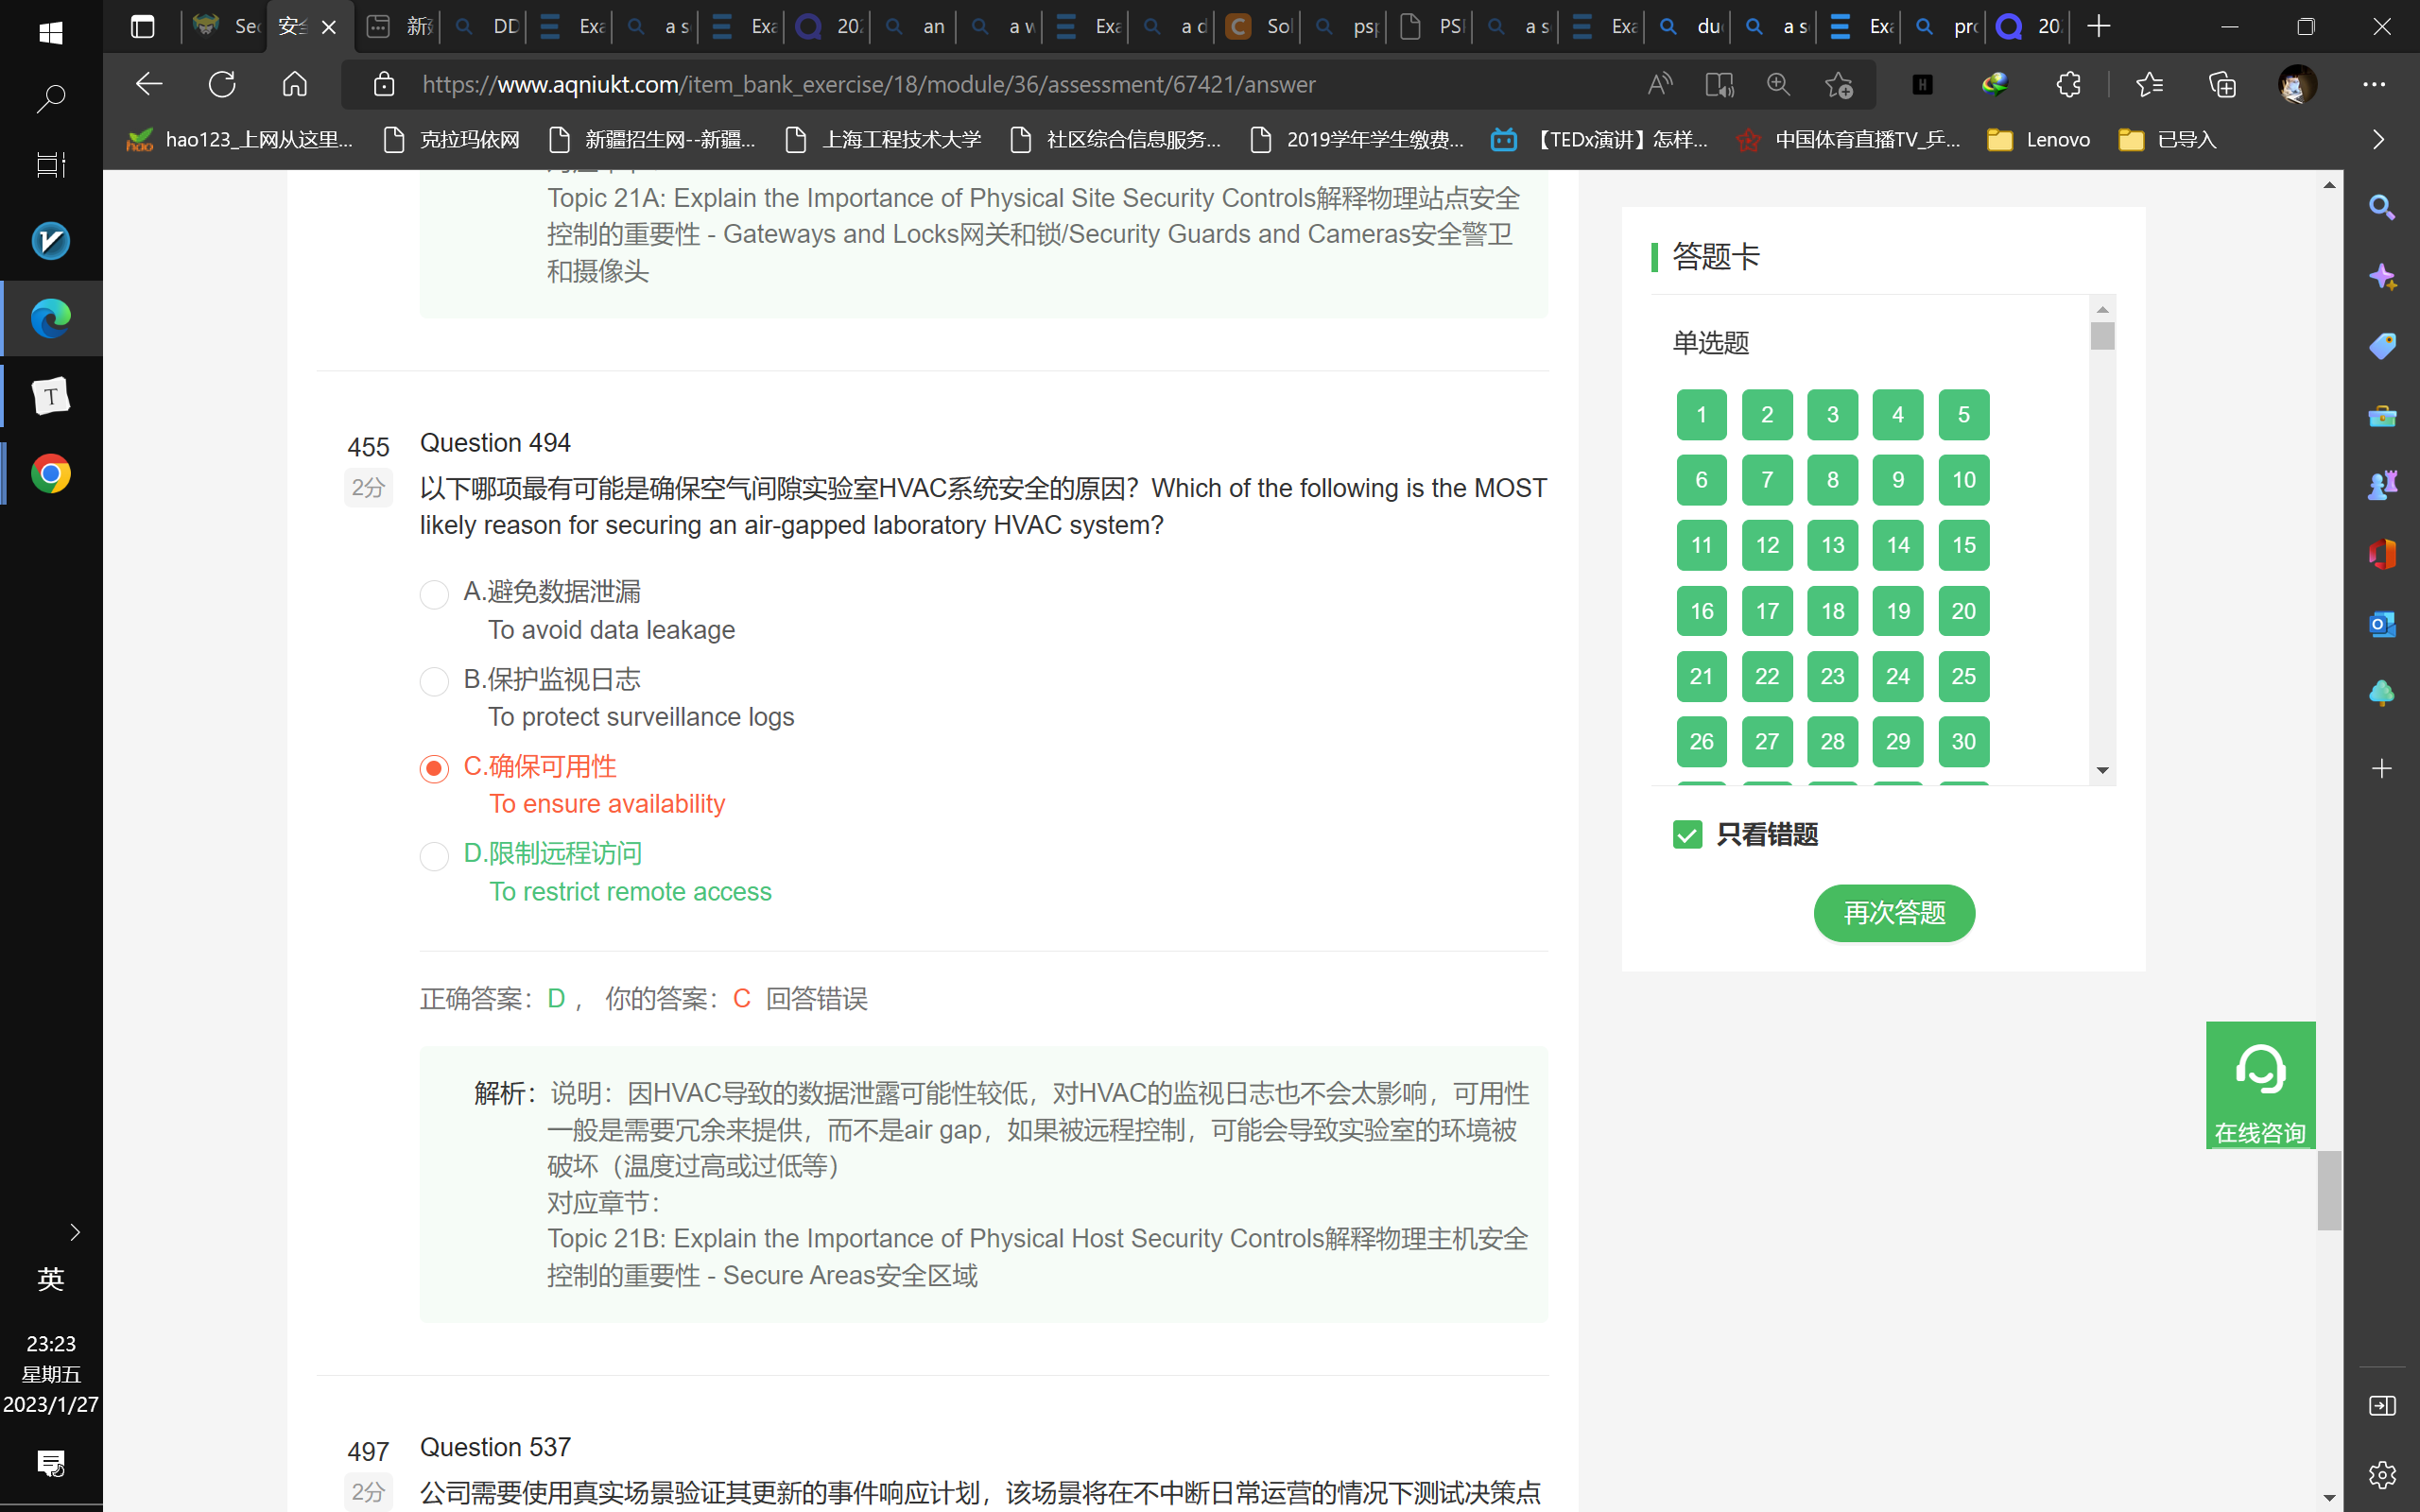 Sec
安全
新建
DD
Exa
a s
Exa
202
an
a w
Exa
a d
Sol
psp
PSI
a s
Exa
du
a s
Exa
pro
202
https://www.aqniukt.com/item_bank_exercise/18/module/36/assessment/67421/answer
hao123_上网从这里...
克拉玛依网
新疆招生网--新疆...
上海工程技术大学
社区综合信息服务...
2019学年学生缴费...
【TEDx演讲】怎样...
中国体育直播TV_乒...
Lenovo
已导入
Topic 21A: Explain the Importance of Physical Site Security Controls解释物理站点安全
控制的重要性 - Gateways and Locks网关和锁/Security Guards and Cameras安全警卫
和摄像头
455
2分
Question 494
以下哪项最有可能是确保空气间隙实验室HVAC系统安全的原因？Which of the following is the MOST
likely reason for securing an air-gapped laboratory HVAC system?
A.避免数据泄漏
To avoid data leakage
B.保护监视日志
To protect surveillance logs
C.确保可用性
To ensure availability
D.限制远程访问
To restrict remote access
正确答案：D ， 你的答案：C 回答错误
解析：说明：因HVAC导致的数据泄露可能性较低，对HVAC的监视日志也不会太影响，可用性
一般是需要冗余来提供，而不是air gap，如果被远程控制，可能会导致实验室的环境被
破坏（温度过高或过低等）
对应章节：
Topic 21B: Explain the Importance of Physical Host Security Controls解释物理主机安全
控制的重要性 - Secure Areas安全区域
497
2分
Question 537
公司需要使用真实场景验证其更新的事件响应计划，该场景将在不中断日常运营的情况下测试决策点
答题卡
单选题
1 2 3 4 5
6 7 8 9 10
11 12 13 14 15
16 17 18 19 20
21 22 23 24 25
26 27 28 29 30
只看错题
再次答题
在线咨询
英
23:23
星期五
2023/1/27